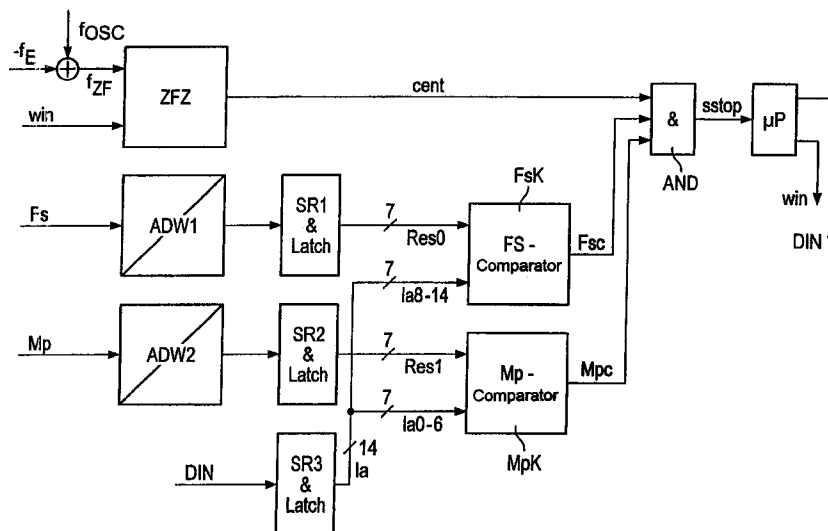 fOSC
-fE
fZF
ZFZ
win
cent
&
AND
sstop
µP
win
DIN
Fs
ADW1
SR1
&
Latch
7
Res0
FsK
FS -
Comparator
Fsc
7
Ia8-14
Mp
ADW2
SR2
&
Latch
7
Res1
Mp -
Comparator
Mpc
7
Ia0-6
MpK
DIN
SR3
&
Latch
14
Ia